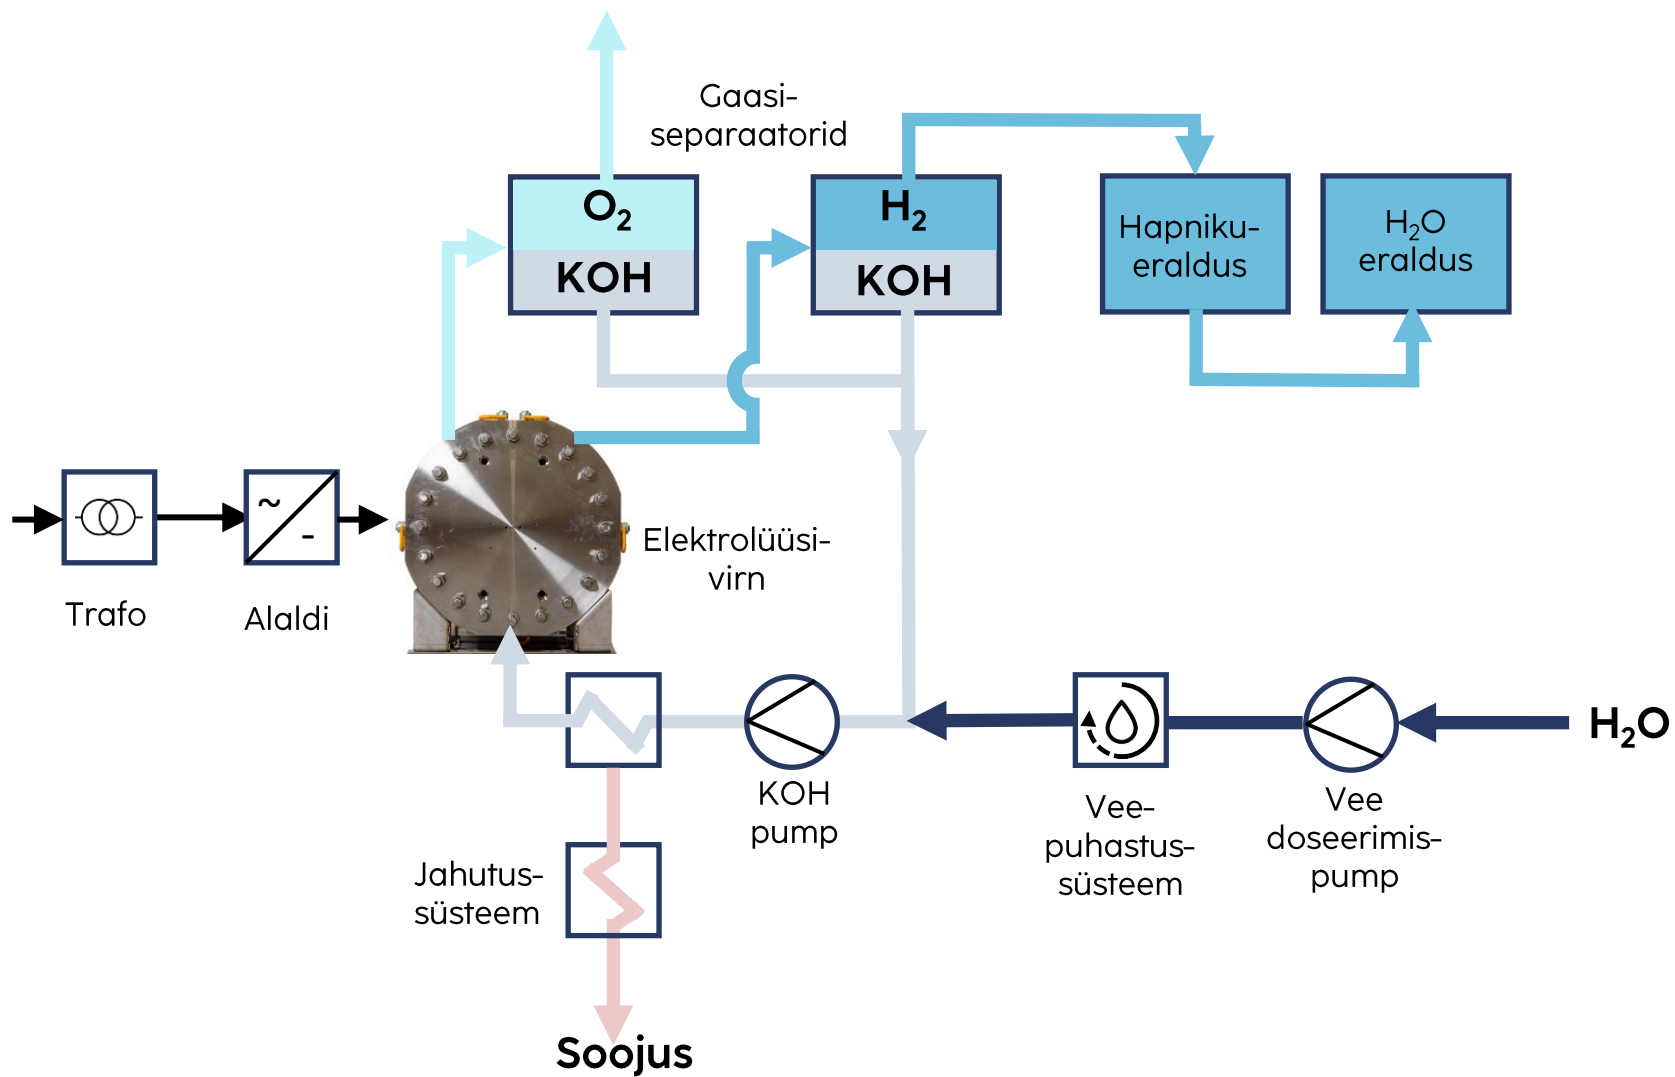 Gaasi-
separaatorid
O₂
KOH
H₂
KOH
Hapniku-
eraldus
H₂O
eraldus
~
-
Trafo
Alaldi
Elektrolüüsi-
virn
H₂O
KOH
pump
Vee-
puhastus-
süsteem
Vee
doseerimis-
pump
Jahutus-
süsteem
Soojus